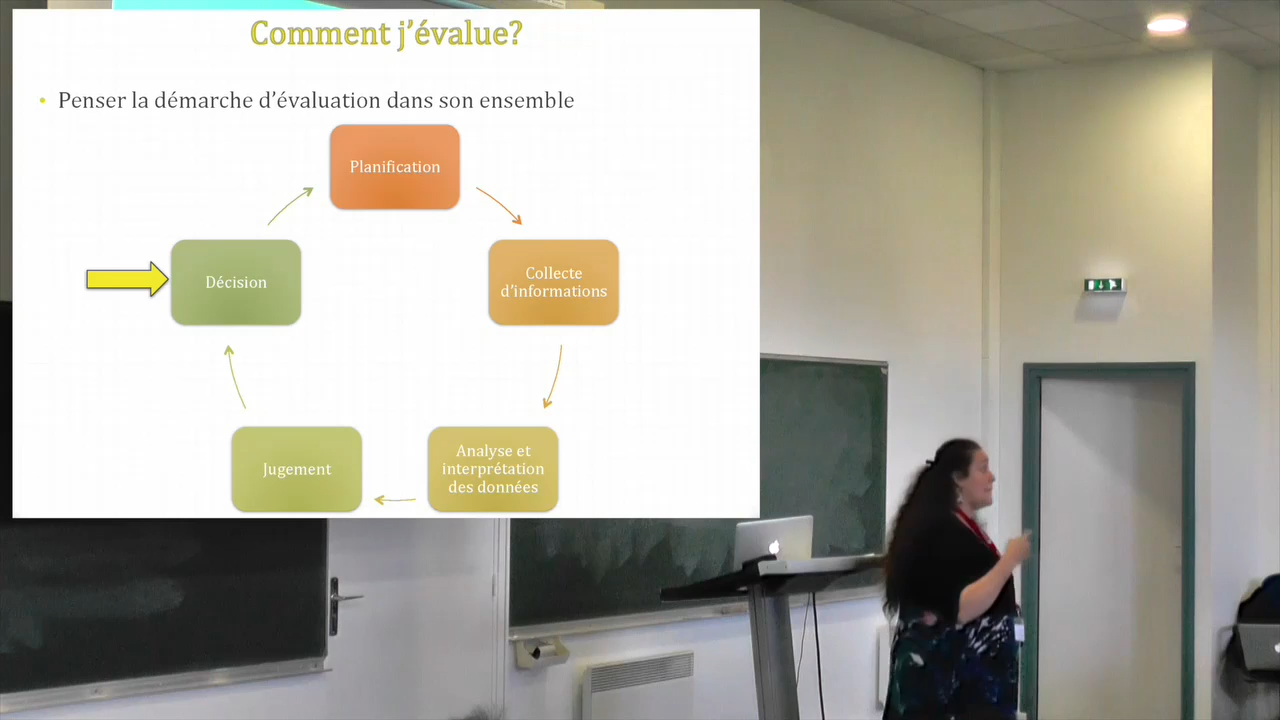 Comment j'évalue?
• Penser la démarche d'évaluation dans son ensemble
Planification
Collecte
d'informations
Analyse et
interprétation
des données
Jugement
Décision